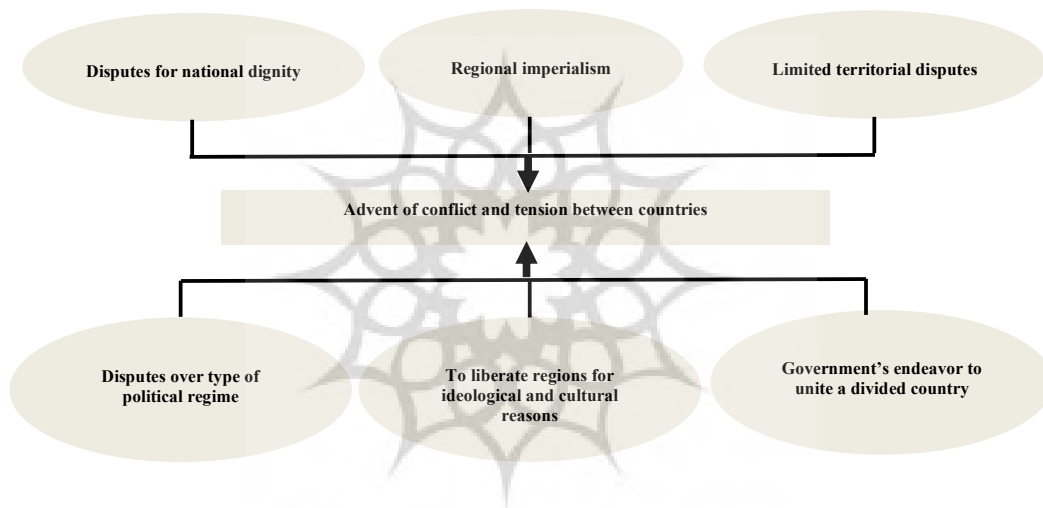 Disputes for national dignity
Regional imperialism
Limited territorial disputes
Advent of conflict and tension between countries
Disputes over type of
political regime
To liberate regions for
ideological and cultural
reasons
Government's endeavor to
unite a divided country